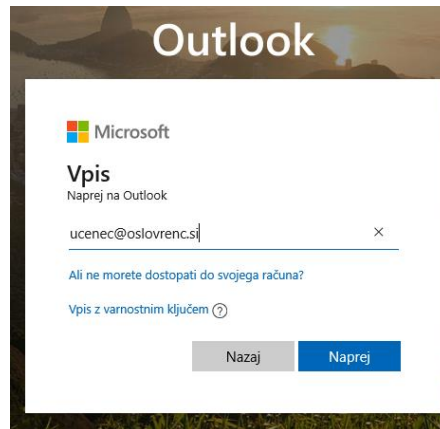 Outlook
Microsoft
Vpis
Naprej na Outlook
ucenec@oslovrenc.si
Ali ne morete dostopati do svojega računa?
Vpis z varnostnim ključem
Nazaj
Naprej